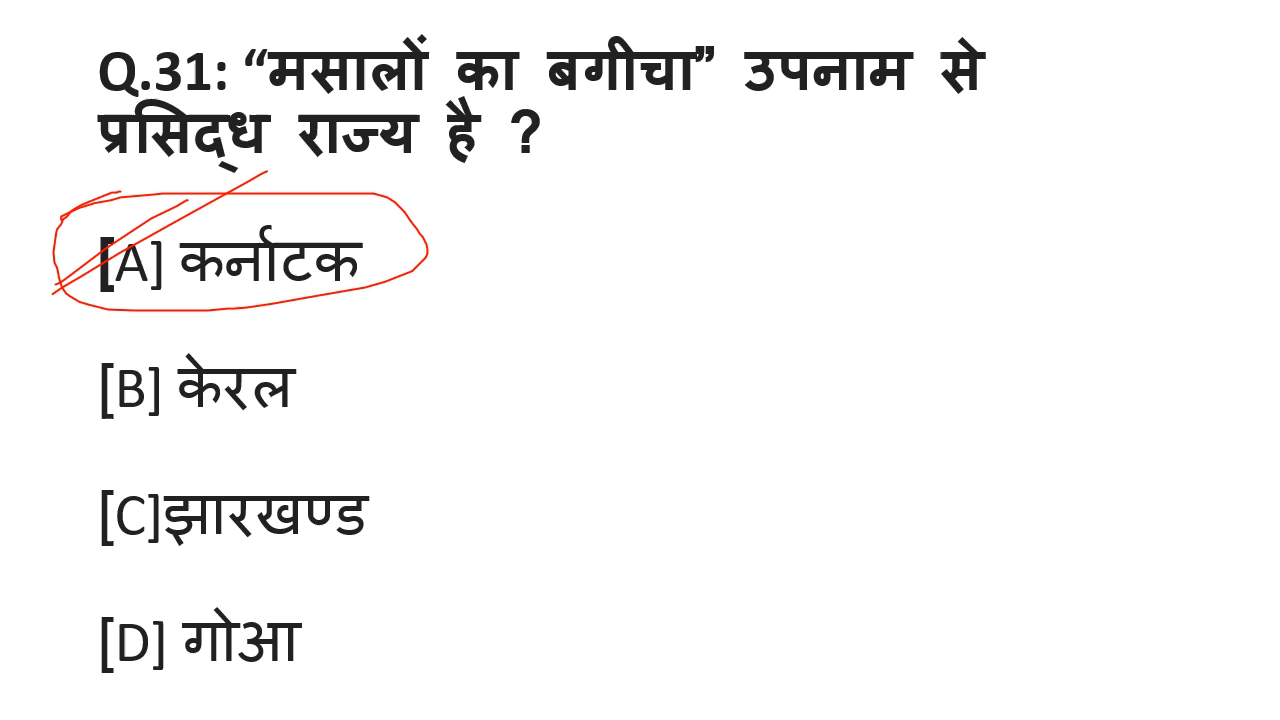 Q.31: “मसालों का बगीचा” उपनाम से
प्रसिद्ध राज्य है ?
[A] कर्नाटक
[B] केरल
[C]झारखण्ड
[D] गोआ